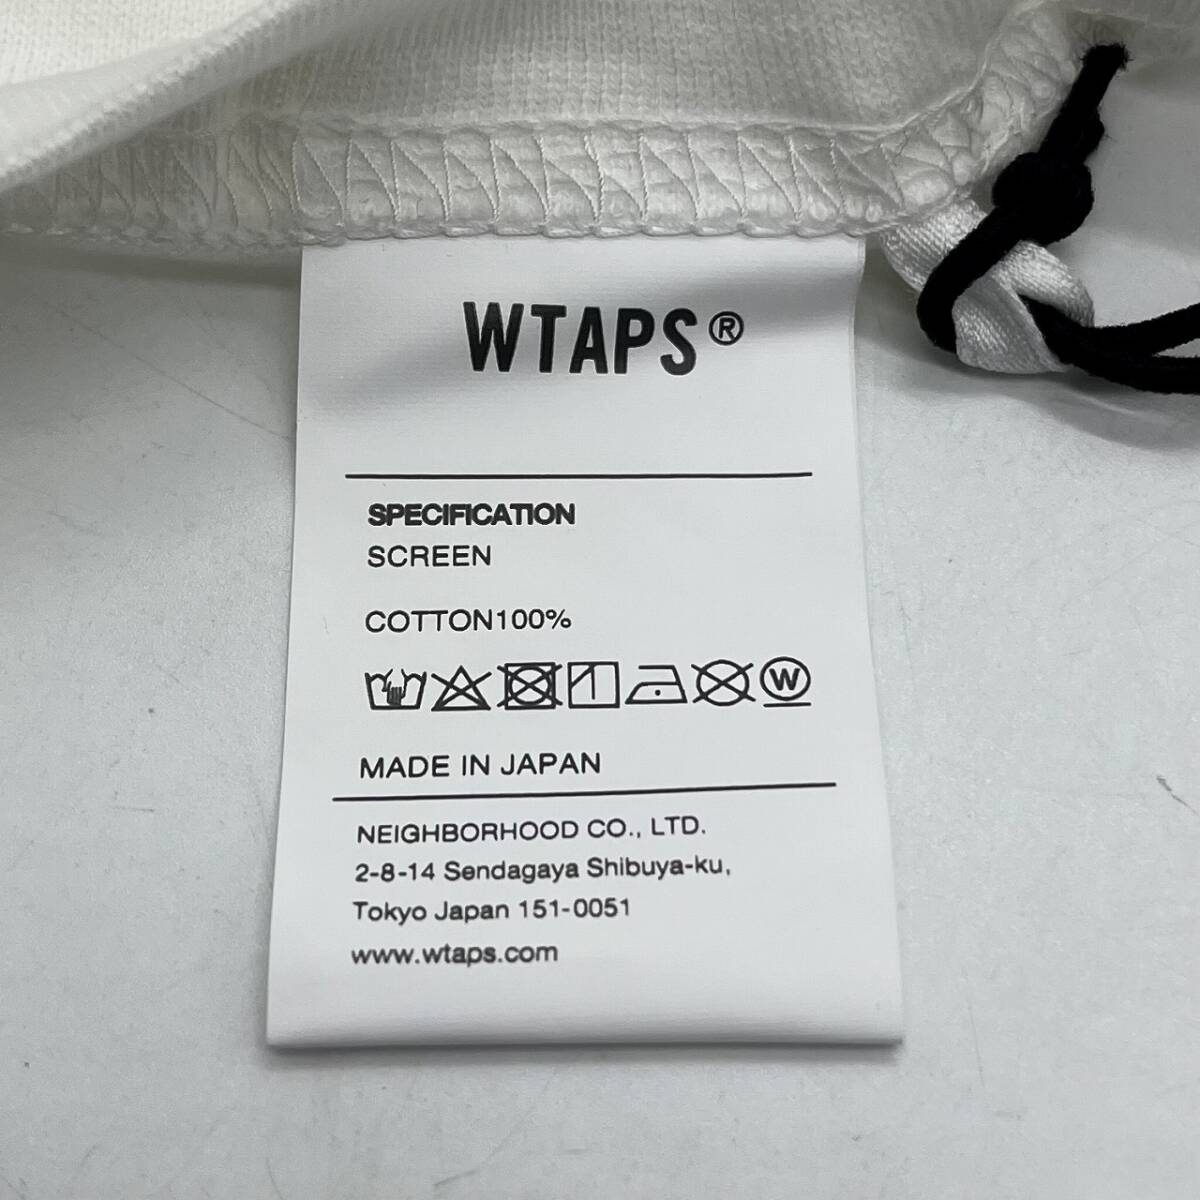 WTAPS®
SPECIFICATION
SCREEN
COTTON100%
W
MADE IN JAPAN
NEIGHBORHOOD CO., LTD.
2-8-14 Sendagaya Shibuya-ku,
Tokyo Japan 151-0051
www.wtaps.com